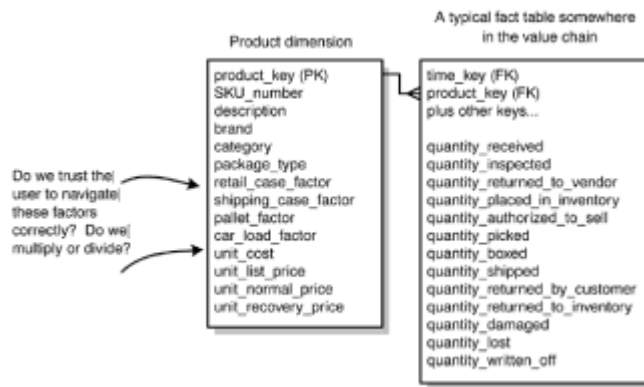 A typical fact table somewhere
in the value chain
Product dimension
product_key (PK)
SKU_number
description
brand
category
package_type
retail_case_factor
shipping_case_factor
pallet_factor
car_load_factor
unit_cost
unit_list_price
unit_normal_price
unit_recovery_price
time_key (FK)
product_key (FK)
plus other keys...
quantity_received
quantity_inspected
quantity_returned_to_vendor
quantity_placed_in_inventory
quantity_authorized_to_sell
quantity_picked
quantity_boxed
quantity_shipped
quantity_returned_by_customer
quantity_returned_to_inventory
quantity_damaged
quantity_lost
quantity_written_off
Do we trust the
user to navigate
these factors
correctly? Do we
multiply or divide?